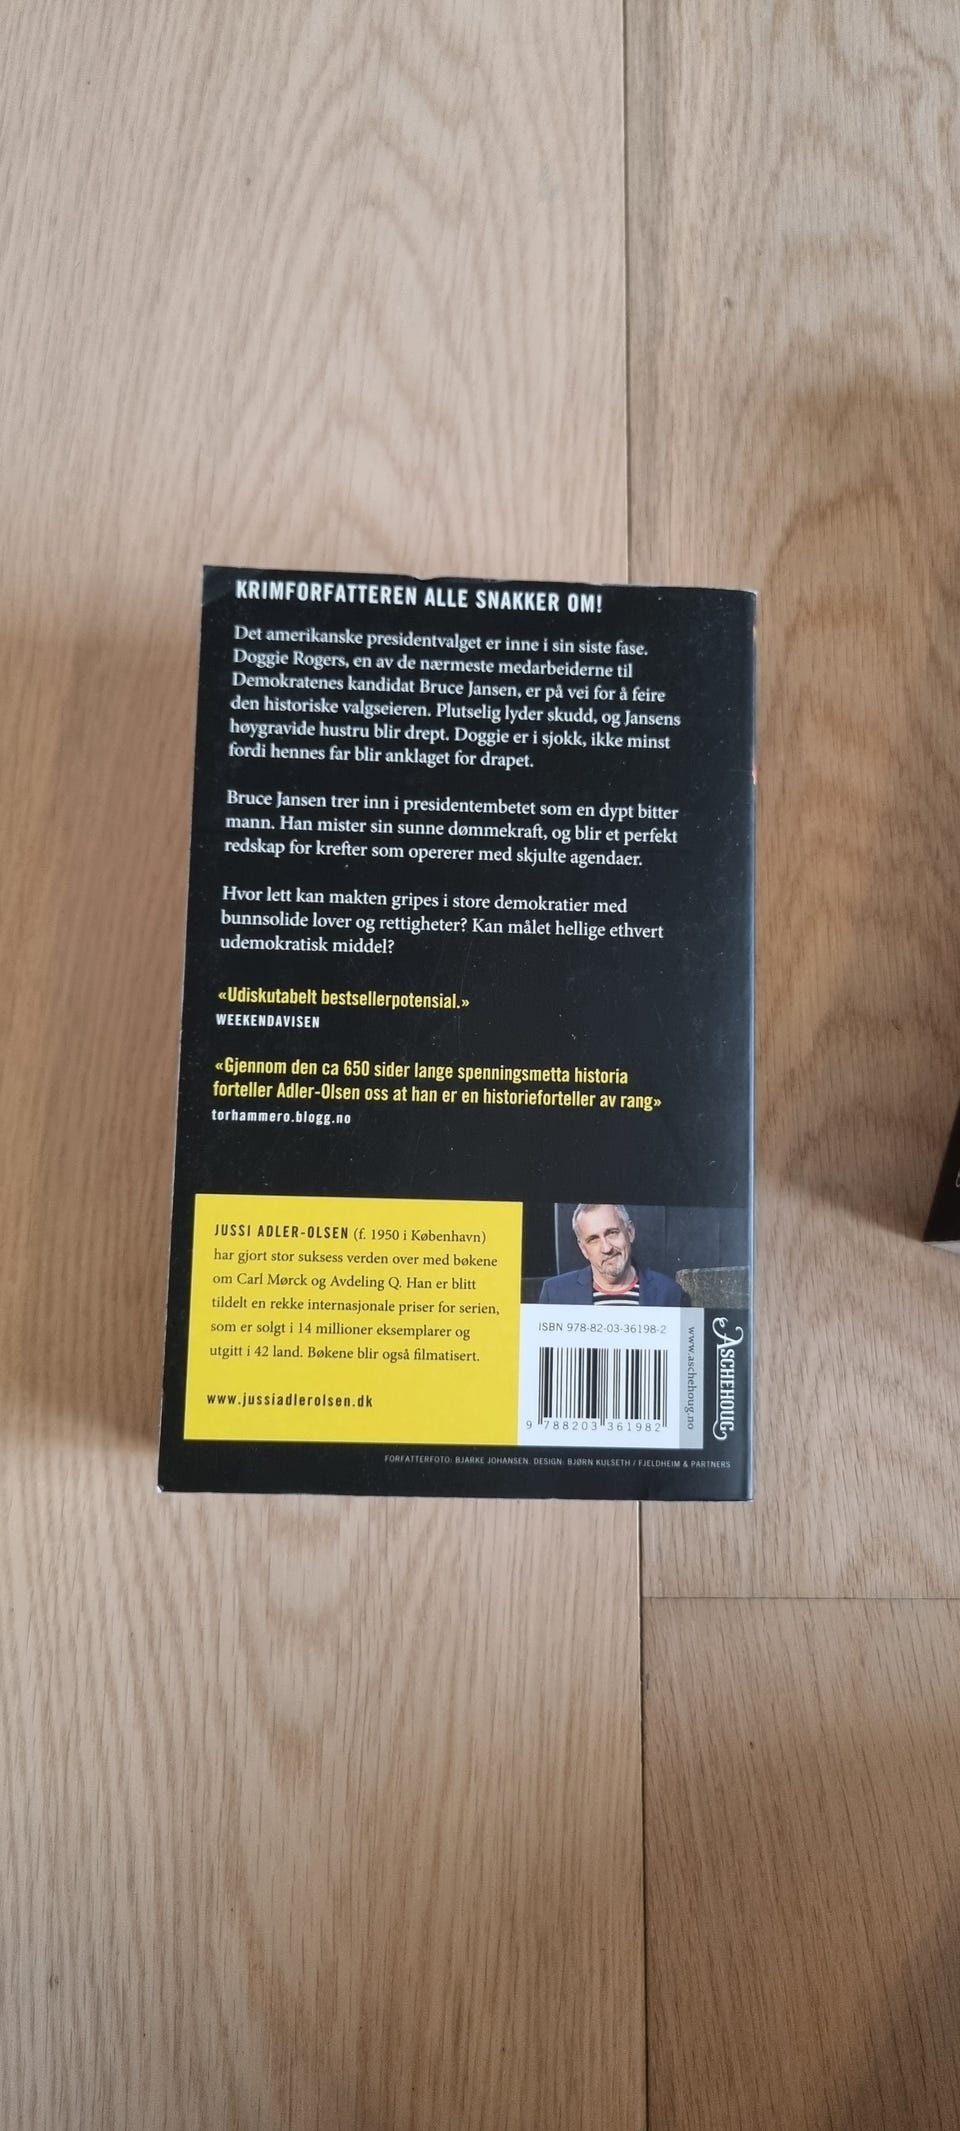 KRIMFORFATTEREN ALLE SNAKKER OM!
Det amerikanske presidentvalget er inne i sin siste fase.
Doggie Rogers, en av de nærmeste medarbeiderne til
Demokratenes kandidat Bruce Jansen, er på vei for å feire
den historiske valgseieren. Plutselig lyder skudd, og Jansens
høygravide hustru blir drept. Doggie er i sjokk, ikke minst
fordi hennes far blir anklaget for drapet.
Bruce Jansen trer inn i presidentembetet som en dypt bitter
mann. Han mister sin sunne dømmekraft, og blir et perfekt
redskap for krefter som opererer med skjulte agendaer.
Hvor lett kan makten gripes i store demokratier med
bunnsolide lover og rettigheter? Kan målet hellige ethvert
udemokratisk middel?
«Udiskutabelt bestsellerpotensial.»
WEEKENDAVISEN
«Gjennom den ca 650 sider lange spenningsmetta historia
forteller Adler-Olsen oss at han er en historieforteller av rang»
torhammero.blogg.no
JUSSI ADLER-OLSEN (f. 1950 i København)
har gjort stor suksess verden over med bøkene
om Carl Mørck og Avdeling Q. Han er blitt
tildelt en rekke internasjonale priser for serien,
som er solgt i 14 millioner eksemplarer og
utgitt i 42 land. Bøkene blir også filmatisert.
www.jussiadlerolsen.dk
ISBN 978-82-03-36198-2
9 788203 361982
www.aschehoug.no
ASCHEHOUG
FORFATTERFOTO: BJARKE JOHANSEN. DESIGN: BJØRN KULSETH / FJELDHEIM & PARTNERS